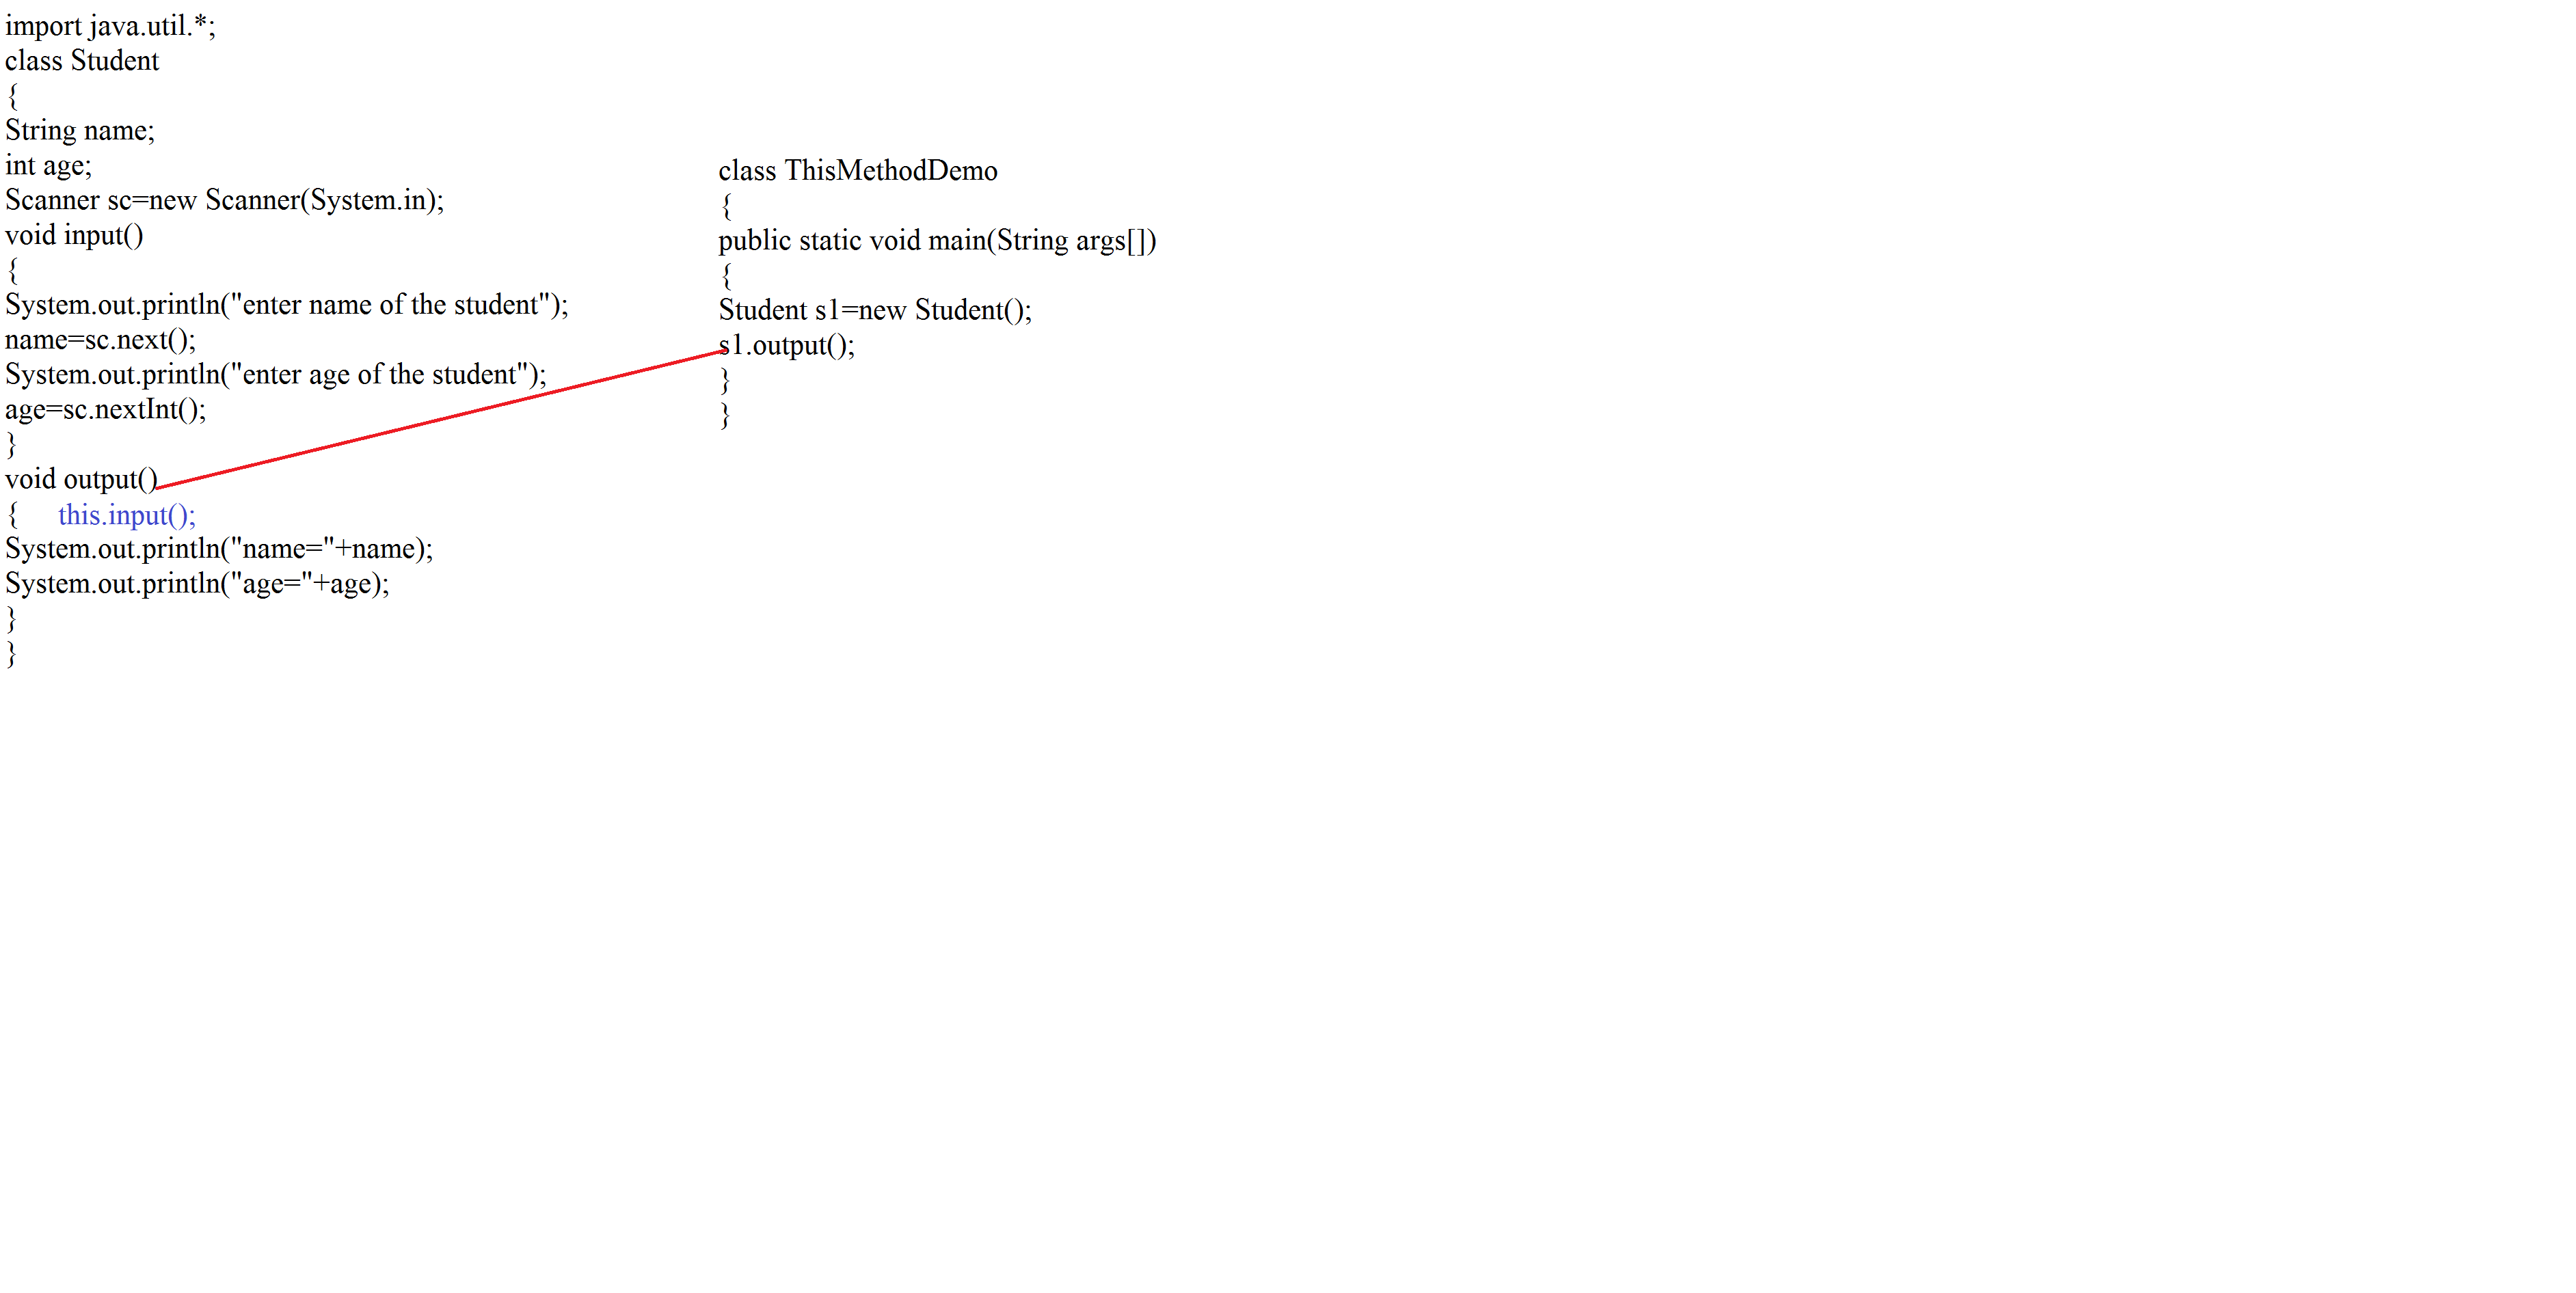 import java.util.*;
class Student
{
String name;
int age;
Scanner sc=new Scanner(System.in);
void input()
{
System.out.println("enter name of the student");
name=sc.next();
System.out.println("enter age of the student");
age=sc.nextInt();
}
void output()
{ this.input();
System.out.println("name="+name);
System.out.println("age="+age);
}
}
class ThisMethodDemo
{
public static void main(String args[])
{
Student s1=new Student();
s1.output();
}
}